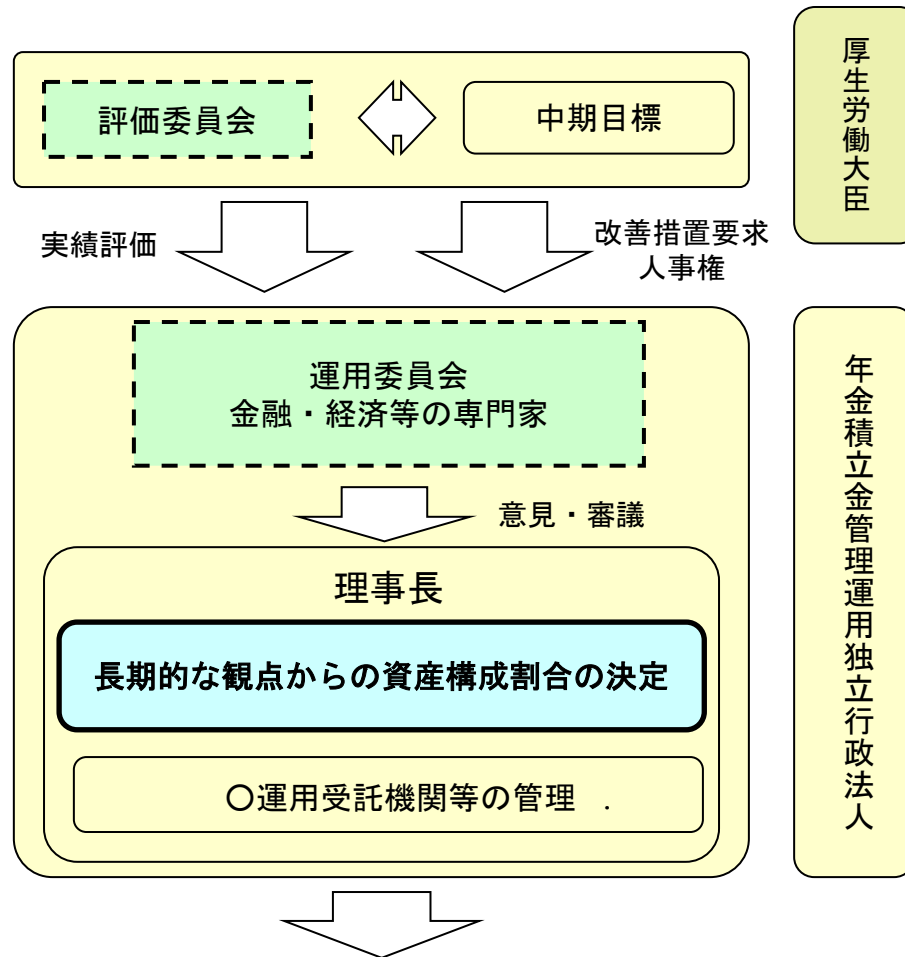 評価委員会
中期目標
厚生労働大臣
実績評価
改善措置要求
人事権
運用委員会
金融・経済等の専門家
意見・審議
理事長
長期的な観点からの資産構成割合の決定
〇運用受託機関等の管理 .
年金積立金管理運用独立行政法人